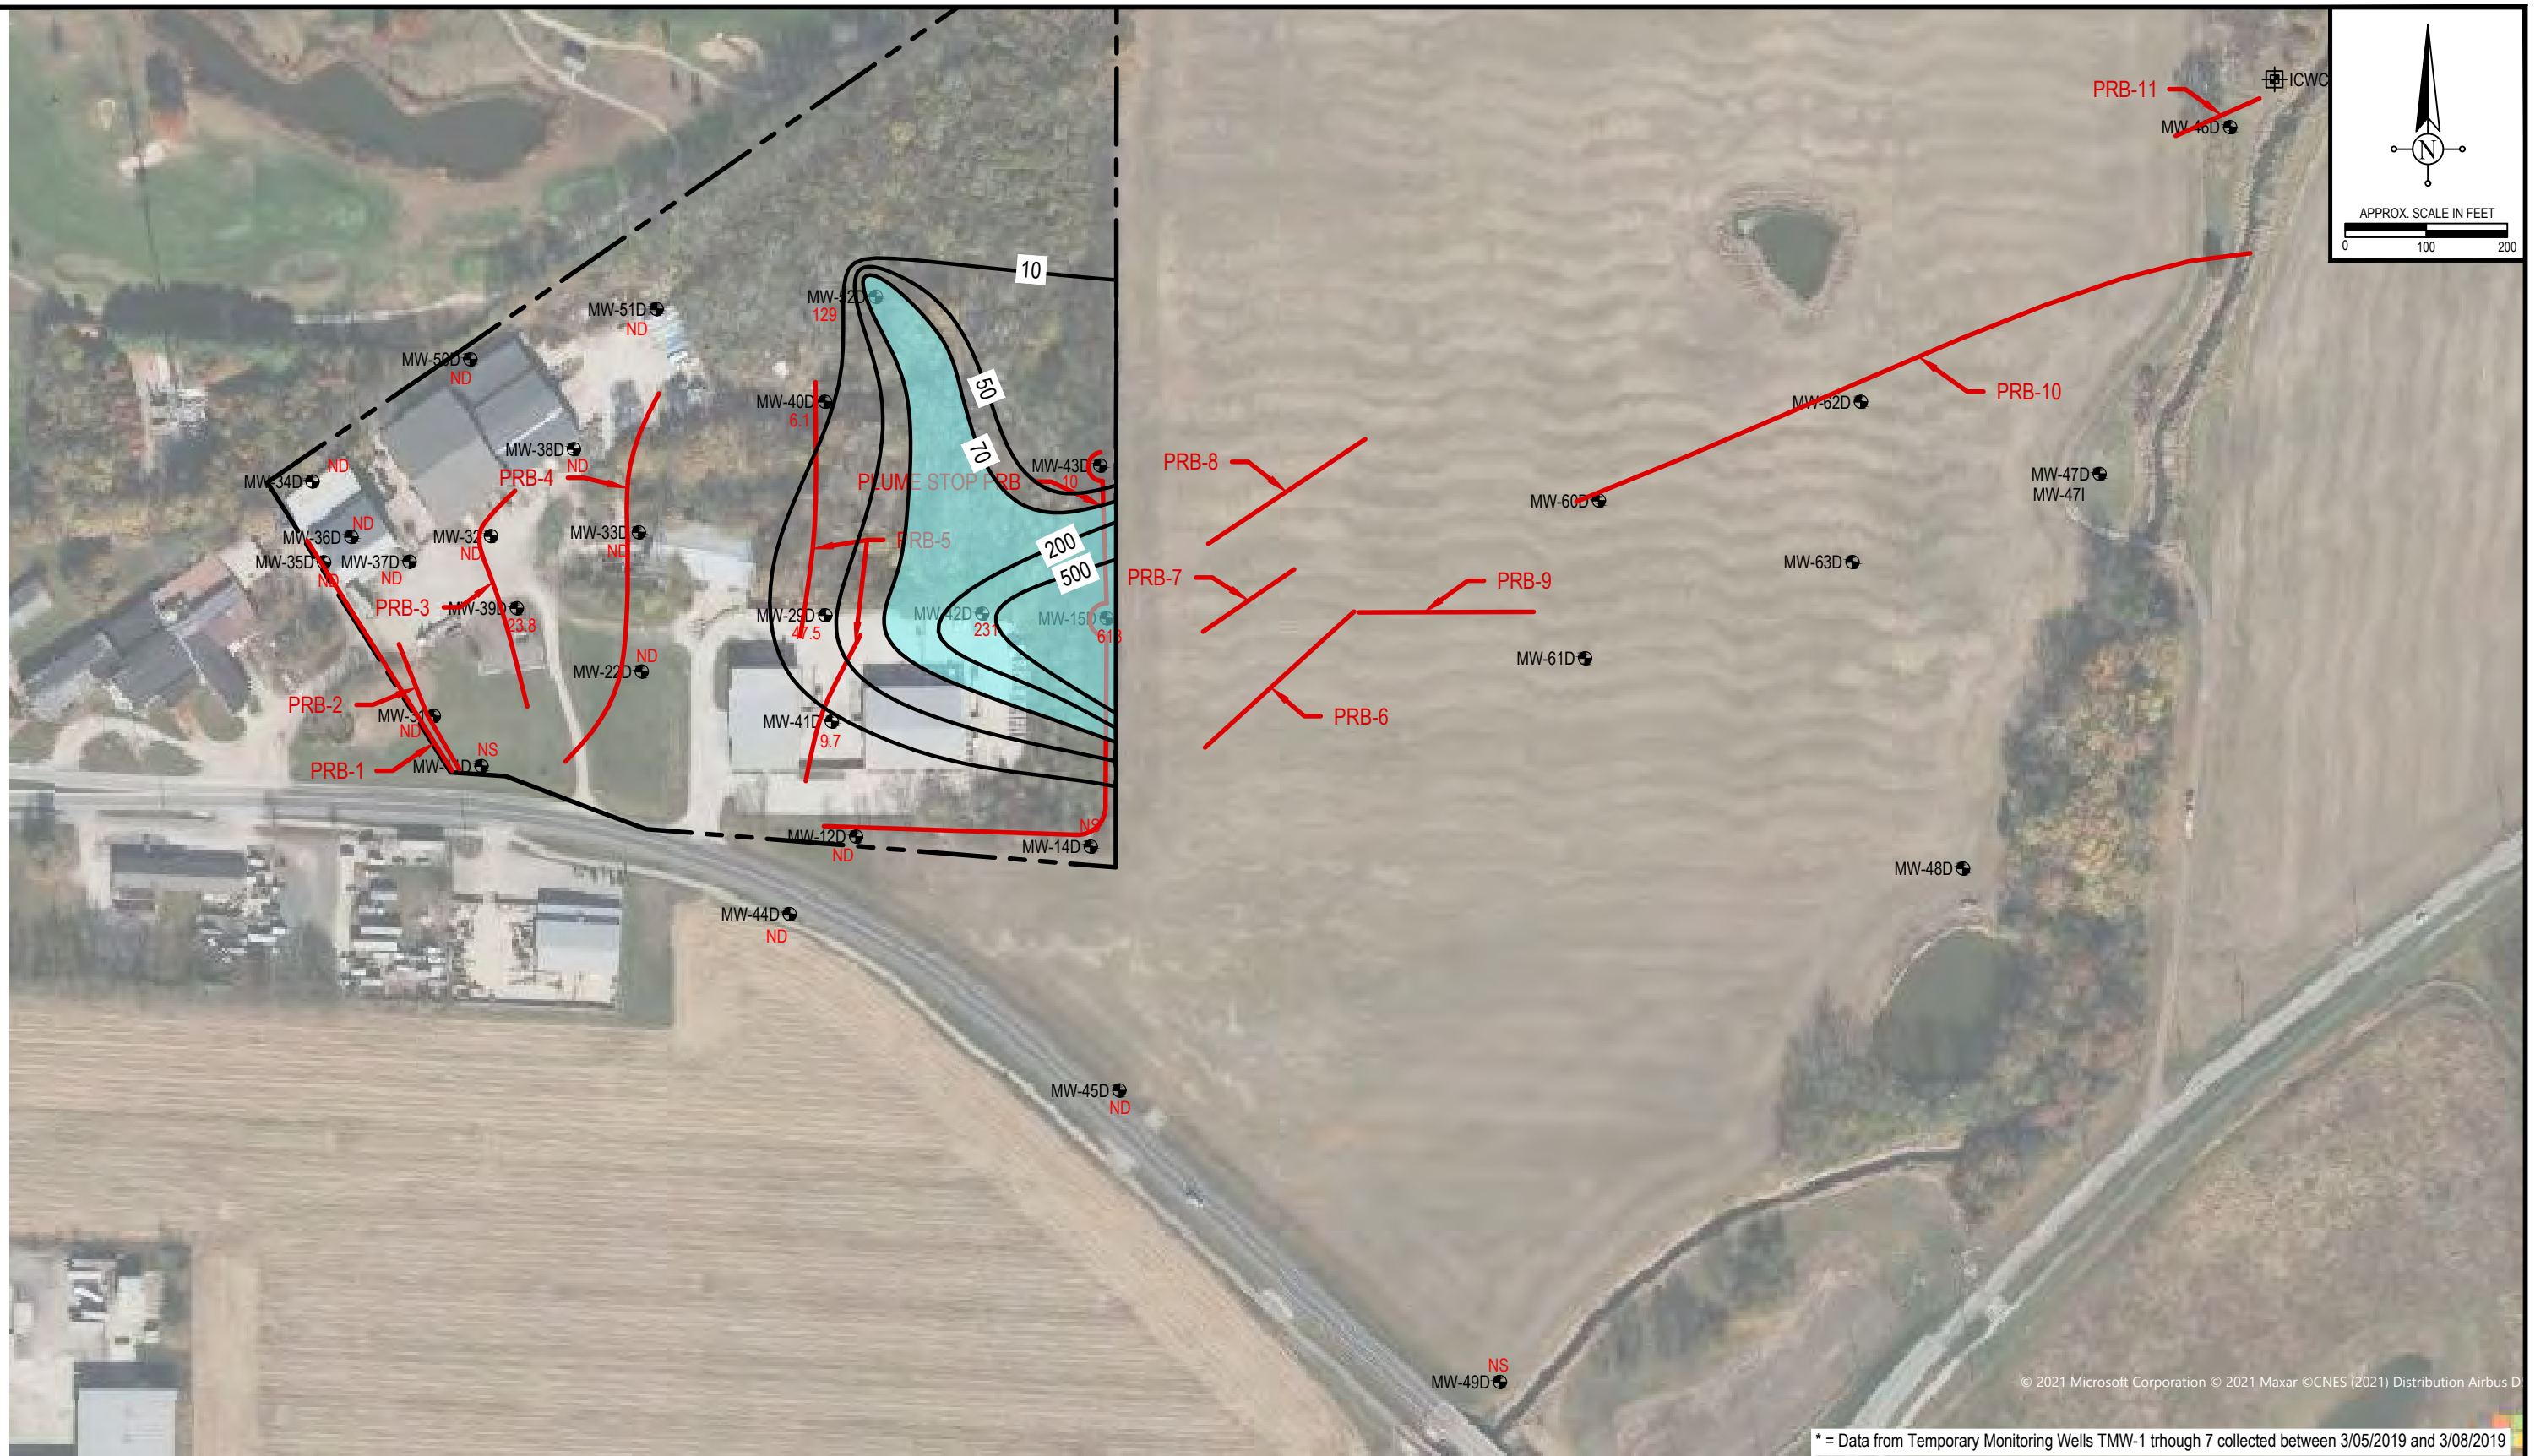 PRB-11
ICWC
MW-46D
N
APPROX. SCALE IN FEET
0 100 200
10
MW-52D
129
MW-51D
ND
MW-50D
ND
50
PRB-10
MW-40D
6.1
MW-62D
MW-38D
ND
70
PRB-8
MW-43D
10
MW-34D
ND
PRB-4
PLUME STOP PRB
MW-47D
MW-47I
MW-60D
MW-36D
ND
MW-32
ND
MW-33D
ND
PRB-5
200
500
MW-35D
ND
MW-37D
ND
PRB-7
PRB-9
MW-63D
PRB-3
MW-39D
23.8
MW-29D
47.5
MW-42D
231
MW-15D
613
MW-22D
ND
MW-61D
PRB-2
MW-31
ND
MW-41D
9.7
PRB-6
PRB-1
NS
MW-12D
ND
NS
MW-14D
MW-48D
MW-44D
ND
MW-45D
ND
NS
MW-49D
© 2021 Microsoft Corporation © 2021 Maxar ©CNES (2021) Distribution Airbus D
* = Data from Temporary Monitoring Wells TMW-1 trhough 7 collected between 3/05/2019 and 3/08/2019